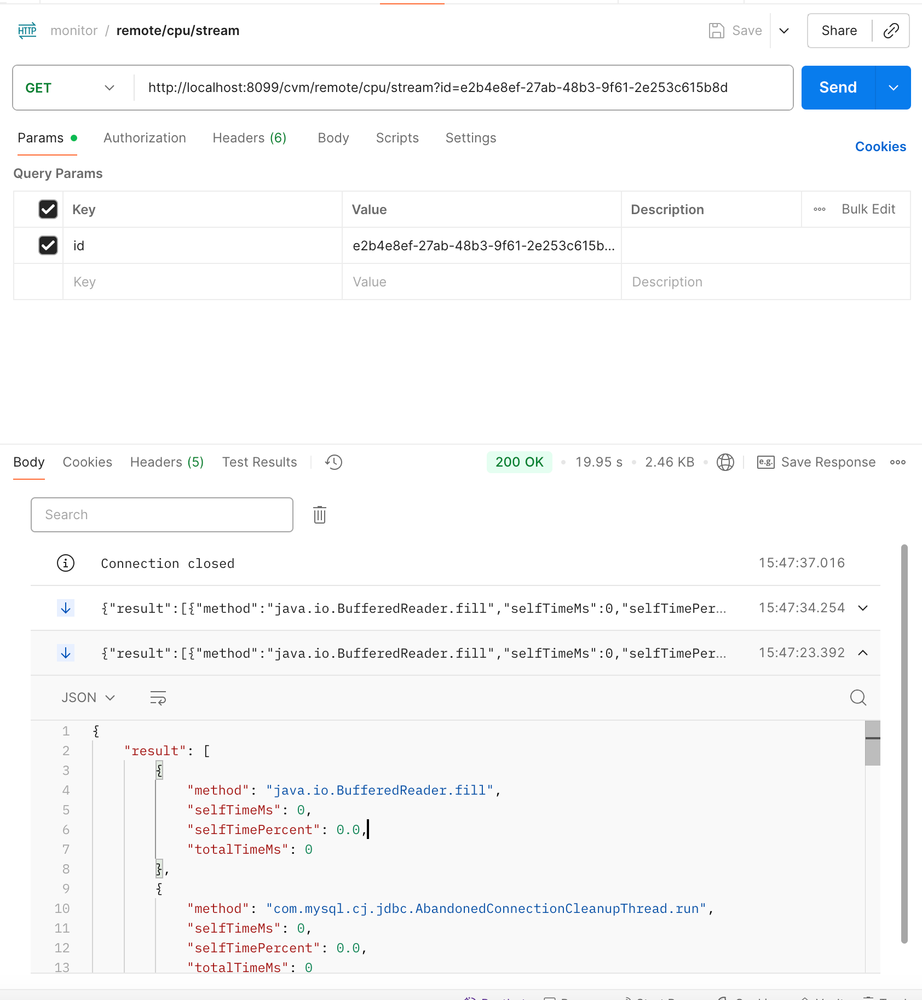 HTTP monitor / remote/cpu/stream Save Share
GET http://localhost:8099/cvm/remote/cpu/stream?id=e2b4e8ef-27ab-48b3-9f61-2e253c615b8d Send
Params Authorization Headers (6) Body Scripts Settings Cookies
Query Params
Key Value Description Bulk Edit
id e2b4e8ef-27ab-48b3-9f61-2e253c615b...
Key Value Description
Body Cookies Headers (5) Test Results 200 OK 19.95 s 2.46 KB e.g. Save Response
Search
Connection closed 15:47:37.016
{"result":[{"method":"java.io.BufferedReader.fill","selfTimeMs":0,"selfTimePer... 15:47:34.254
{"result":[{"method":"java.io.BufferedReader.fill","selfTimeMs":0,"selfTimePer... 15:47:23.392
JSON
1 {
2 "result": [
3 {
4 "method": "java.io.BufferedReader.fill",
5 "selfTimeMs": 0,
6 "selfTimePercent": 0.0,
7 "totalTimeMs": 0
8 },
9 {
10 "method": "com.mysql.cj.jdbc.AbandonedConnectionCleanupThread.run",
11 "selfTimeMs": 0,
12 "selfTimePercent": 0.0,
13 "totalTimeMs": 0